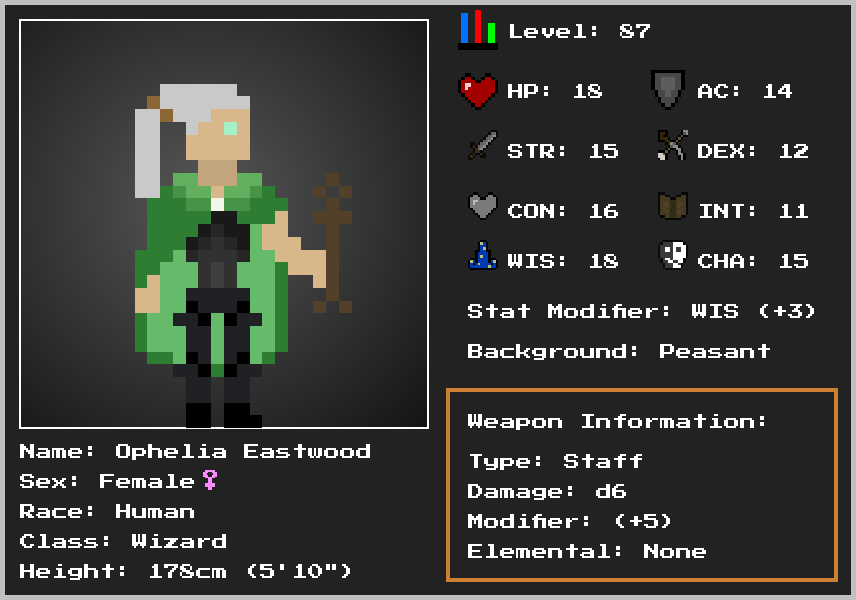 Level: 87
HP: 18
AC: 14
STR: 15
DEX: 12
CON: 16
INT: 11
WIS: 18
CHA: 15
Stat Modifier: WIS (+3)
Background: Peasant
Weapon Information:
Type: Staff
Damage: d6
Modifier: (+5)
Elemental: None
Name: Ophelia Eastwood
Sex: Female♀
Race: Human
Class: Wizard
Height: 178cm (5'10")